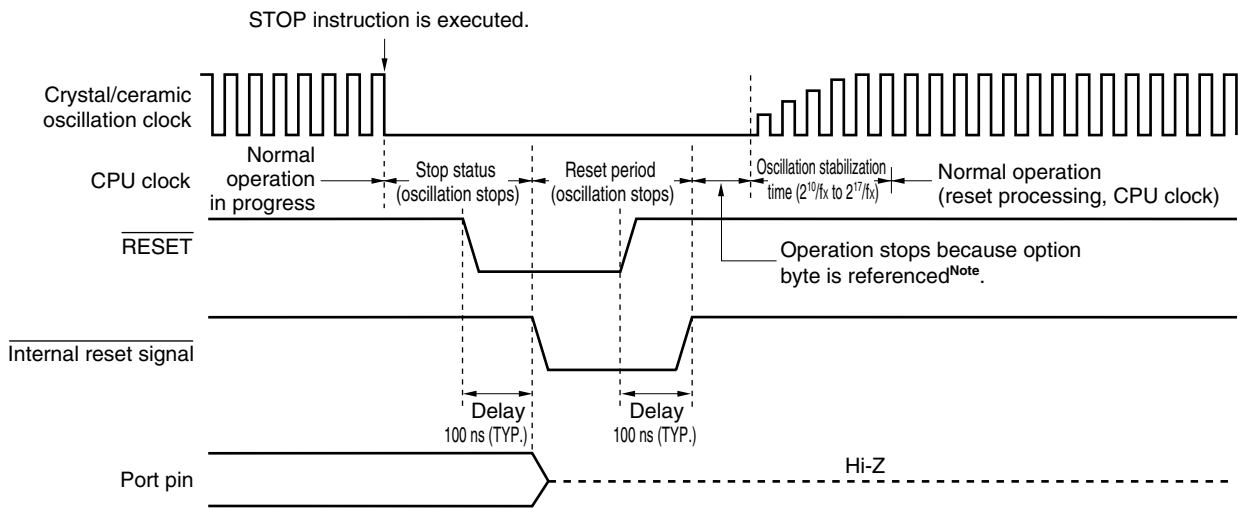 STOP instruction is executed.
Crystal/ceramic
oscillation clock
CPU clock
Normal
operation
in progress
Stop status
(oscillation stops)
Reset period
(oscillation stops)
Oscillation stabilization
time (2¹⁰/fx to 2¹⁷/fx)
Normal operation
(reset processing, CPU clock)
RESET
Operation stops because option
byte is referencedNote.
Internal reset signal
Delay
100 ns (TYP.)
Delay
100 ns (TYP.)
Port pin
Hi-Z